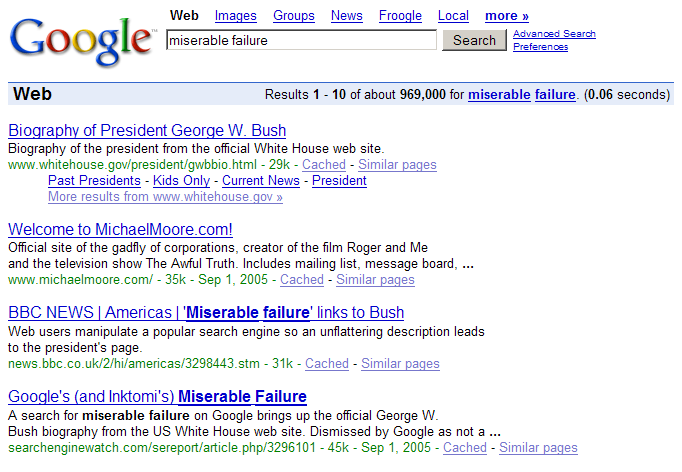 Web Images Groups News Froogle Local more »
Google™
miserable failure Search Advanced Search
Preferences
Web Results 1 - 10 of about 969,000 for miserable failure. (0.06 seconds)
Biography of President George W. Bush
Biography of the president from the official White House web site.
www.whitehouse.gov/president/gwbbio.html - 29k - Cached - Similar pages
Past Presidents - Kids Only - Current News - President
More results from www.whitehouse.gov »
Welcome to MichaelMoore.com!
Official site of the gadfly of corporations, creator of the film Roger and Me
and the television show The Awful Truth. Includes mailing list, message board, ...
www.michaelmoore.com/ - 35k - Sep 1, 2005 - Cached - Similar pages
BBC NEWS | Americas | 'Miserable failure' links to Bush
Web users manipulate a popular search engine so an unflattering description leads
to the president's page.
news.bbc.co.uk/2/hi/americas/3298443.stm - 31k - Cached - Similar pages
Google's (and Inktomi's) Miserable Failure
A search for miserable failure on Google brings up the official George W.
Bush biography from the US White House web site. Dismissed by Google as not a ...
searchenginewatch.com/sereport/article.php/3296101 - 45k - Sep 1, 2005 - Cached - Similar pages